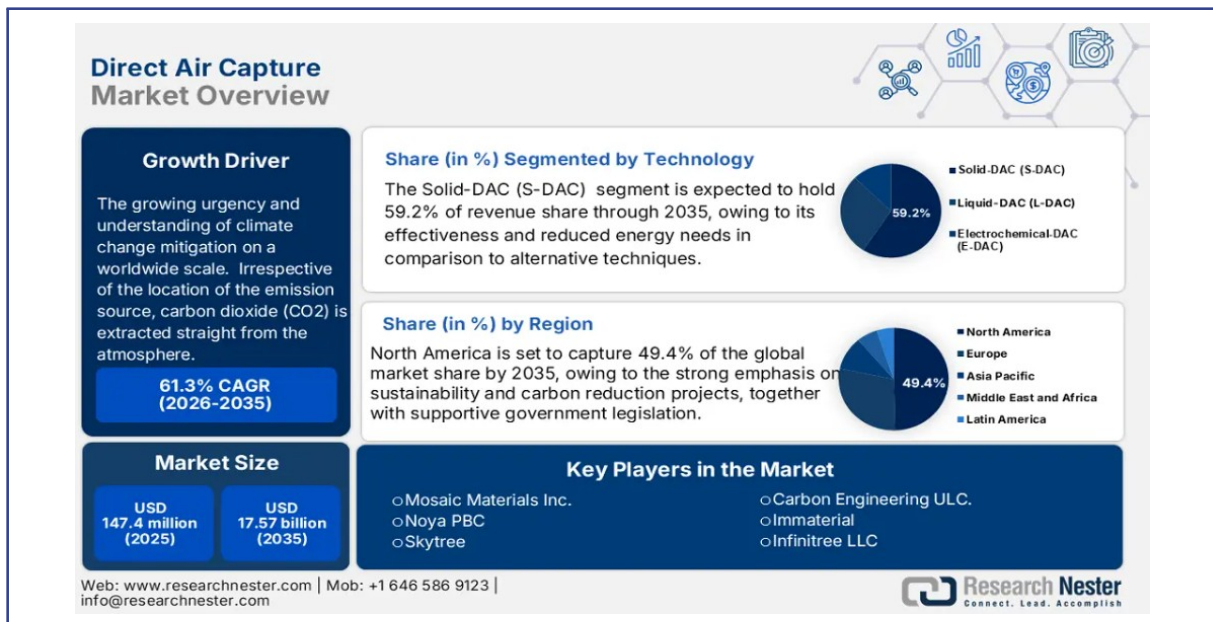 Direct Air Capture
Market Overview
Growth Driver
The growing urgency and
understanding of climate
change mitigation on a
worldwide scale. Irrespective
of the location of the emission
source, carbon dioxide (CO2) is
extracted straight from the
atmosphere.
61.3% CAGR
(2026-2035)
Market Size
USD
147.4 million
(2025)
USD
17.57 billion
(2035)
Share (in %) Segmented by Technology
The Solid-DAC (S-DAC) segment is expected to hold
59.2% of revenue share through 2035, owing to its
effectiveness and reduced energy needs in
comparison to alternative techniques.
59.2%
Solid-DAC (S-DAC)
Liquid-DAC (L-DAC)
Electrochemical-DAC
(E-DAC)
Share (in %) by Region
North America is set to capture 49.4% of the global
market share by 2035, owing to the strong emphasis on
sustainability and carbon reduction projects, together
with supportive government legislation.
49.4%
North America
Europe
Asia Pacific
Middle East and Africa
Latin America
Key Players in the Market
Mosaic Materials Inc.
Noya PBC
Skytree
Carbon Engineering ULC.
Immaterial
Infinitree LLC
Web: www.researchnester.com | Mob: +1 646 586 9123 |
info@researchnester.com
Research Nester
Connect. Lead. Accomplish